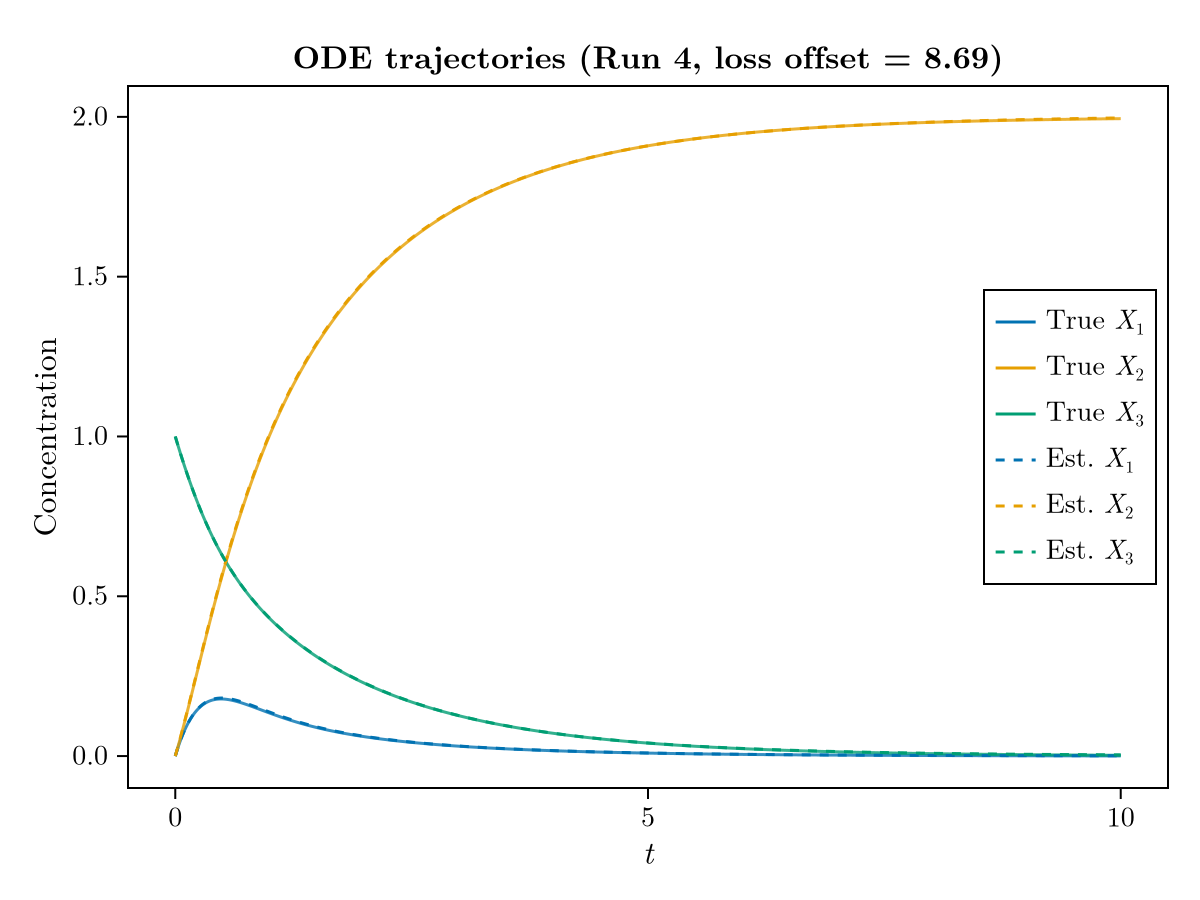 ODE trajectories (Run 4, loss offset = 8.69)
Concentration
2.0
1.5
1.0
0.5
0.0
0
5
10
t
True X₁
True X₂
True X₃
Est. X₁
Est. X₂
Est. X₃